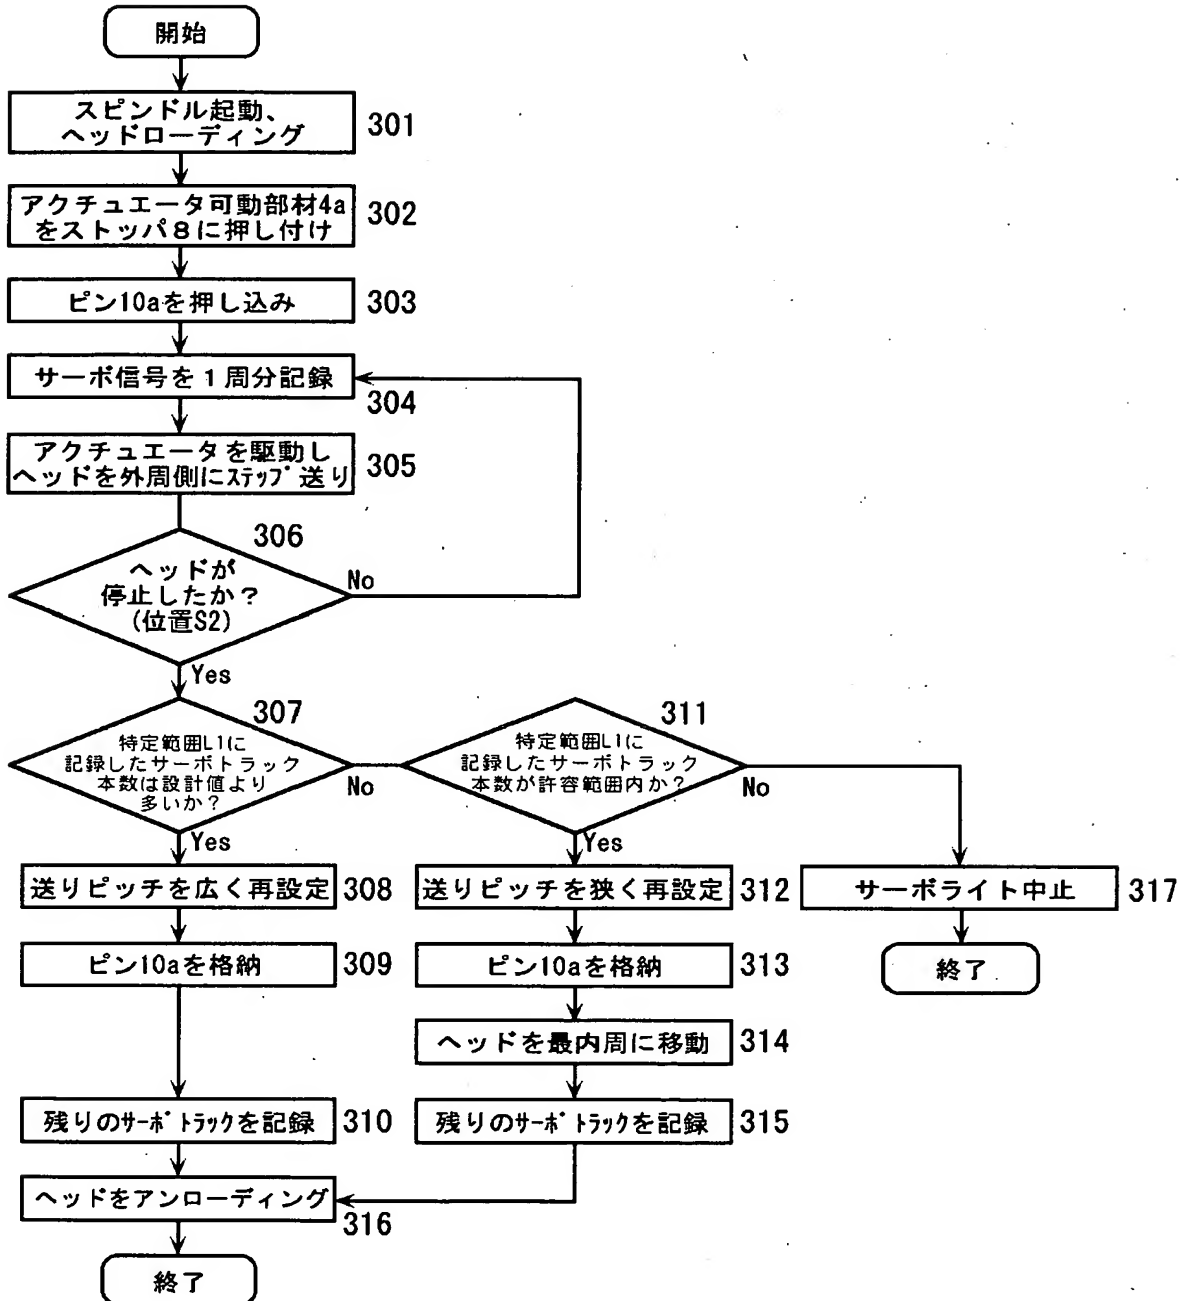 開始
スピンドル起動、
ヘッドローディング
301
アクチュエータ可動部材4a
をストッパ8に押し付け
302
ピン10aを押し込み
303
サーボ信号を1周分記録
304
アクチュエータを駆動し
ヘッドを外周側にステップ送り
305
306
ヘッドが
停止したか?
(位置S2)
No
Yes
307
特定範囲L1に
記録したサーボトラック
本数は設計値より
多いか?
No
Yes
311
特定範囲L1に
記録したサーボトラック
本数が許容範囲内か?
No
Yes
送りピッチを広く再設定
308
送りピッチを狭く再設定
312
サーボライト中止
317
ピン10aを格納
309
ピン10aを格納
313
終了
ヘッドを最内周に移動
314
残りのサーボトラックを記録
310
残りのサーボトラックを記録
315
ヘッドをアンローディング
316
終了